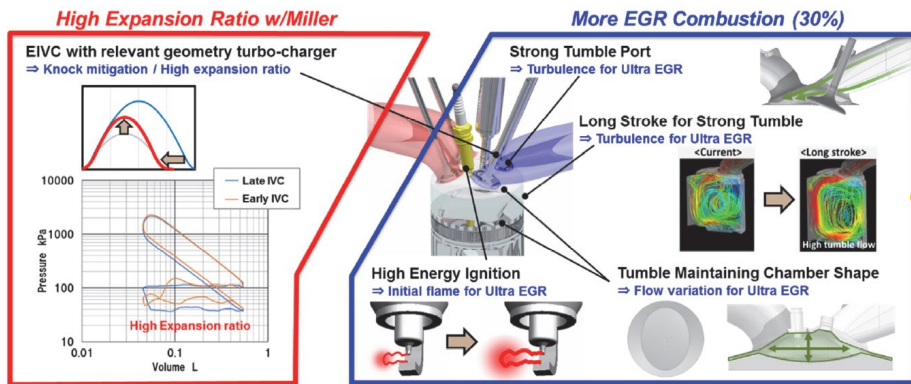 High Expansion Ratio w/Miller
EIVC with relevant geometry turbo-charger
⇒ Knock mitigation / High expansion ratio
10000
1000
100
10
Pressure kPa
Late IVC
Early IVC
High Expansion ratio
0.01
0.1
1
Volume L
More EGR Combustion (30%)
Strong Tumble Port
⇒ Turbulence for Ultra EGR
Long Stroke for Strong Tumble
⇒ Turbulence for Ultra EGR
<Current>
<Long stroke>
High tumble flow
High Energy Ignition
⇒ Initial flame for Ultra EGR
Tumble Maintaining Chamber Shape
⇒ Flow variation for Ultra EGR